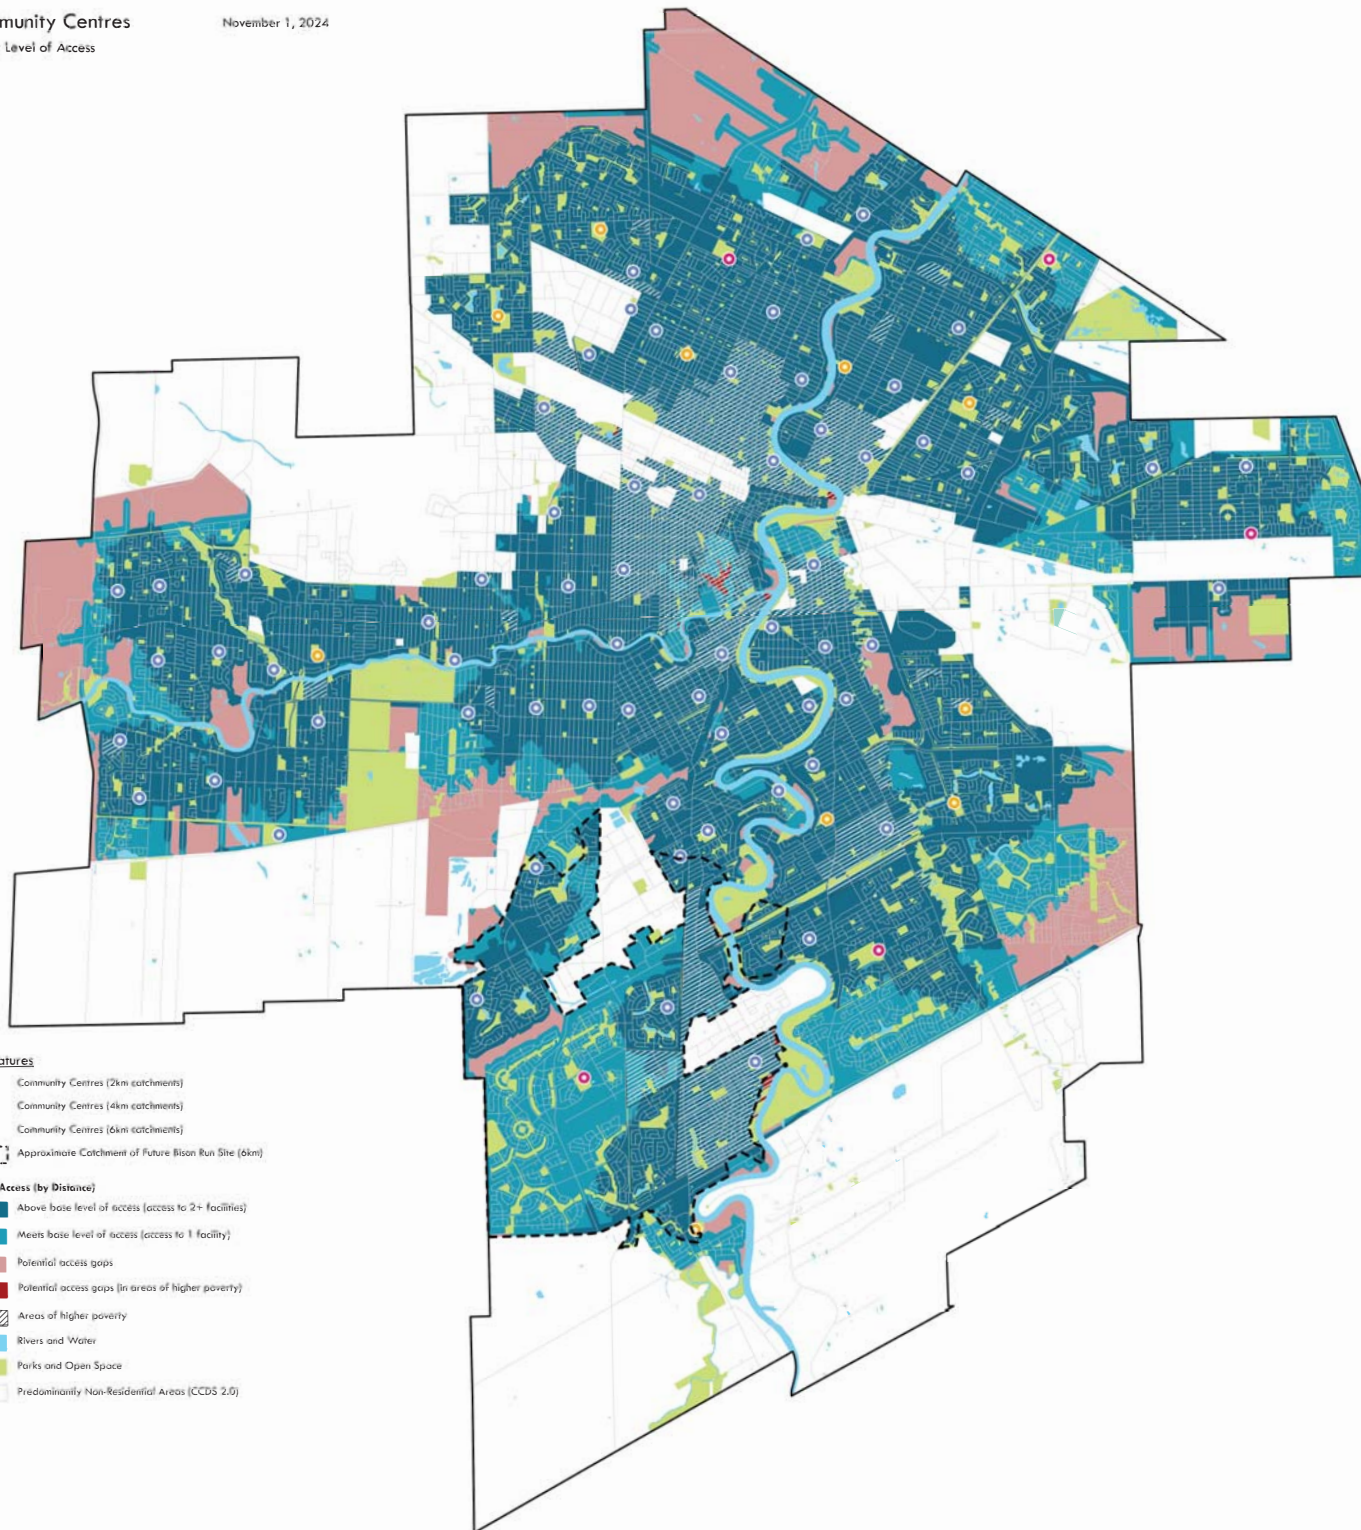 munity Centres
November 1, 2024
Level of Access
atures
Community Centres (2km catchments)
Community Centres (4km catchments)
Community Centres (6km catchments)
Approximate Catchment of Future Bison Run Site (6km)
Access (by Distance)
Above base level of access (access to 2+ facilities)
Meets base level of access (access to 1 facility)
Potential access gaps
Potential access gaps (in areas of higher poverty)
Areas of higher poverty
Rivers and Water
Parks and Open Space
Predominantly Non-Residential Areas (CCDS 2.0)